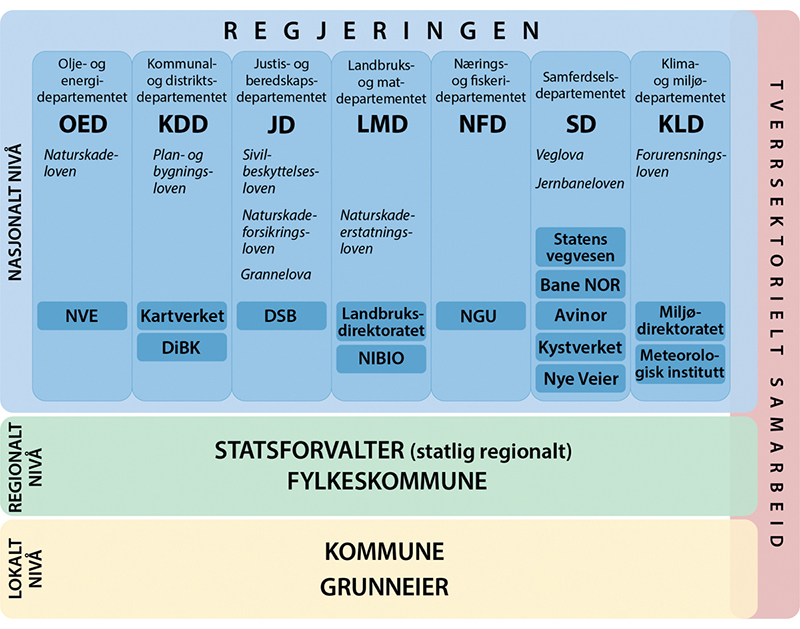 REGJERINGEN
NASJONALT NIVÅ
Olje- og
energi-
departementet
OED
Naturskade-
loven
NVE
Kommunal-
og distrikts-
departementet
KDD
Plan- og
bygnings-
loven
Kartverket
DiBK
Justis- og
beredskaps-
departementet
JD
Sivil-
beskyttelses-
loven
Naturskade-
forsikrings-
loven
Grannelova
DSB
Landbruks-
og mat-
departementet
LMD
Naturskade-
erstatnings-
loven
Landbruks-
direktoratet
NIBIO
Nærings-
og fiskeri-
departementet
NFD
NGU
Samferdsels-
departementet
SD
Veglova
Jernbaneloven
Statens
vegvesen
Bane NOR
Avinor
Kystverket
Nye Veier
Klima-
og miljø-
departementet
KLD
Forurensnings-
loven
Miljø-
direktoratet
Meteorolo-
gisk institutt
TVERRSEKTORIELT SAMARBEID
REGIONALT
NIVÅ
STATSFORVALTER (statlig regionalt)
FYLKESKOMMUNE
LOKALT
NIVÅ
KOMMUNE
GRUNNEIER